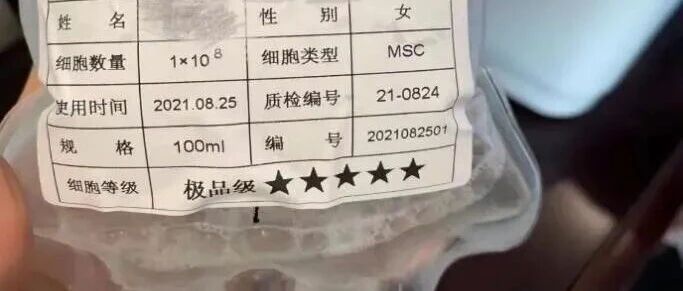 姓 名 性 别 女
细胞数量 1×10⁸ 细胞类型 MSC
使用时间 2021.08.25 质检编号 21-0824
规 格 100ml 编 号 2021082501
细胞等级 极品级 ★★★★★